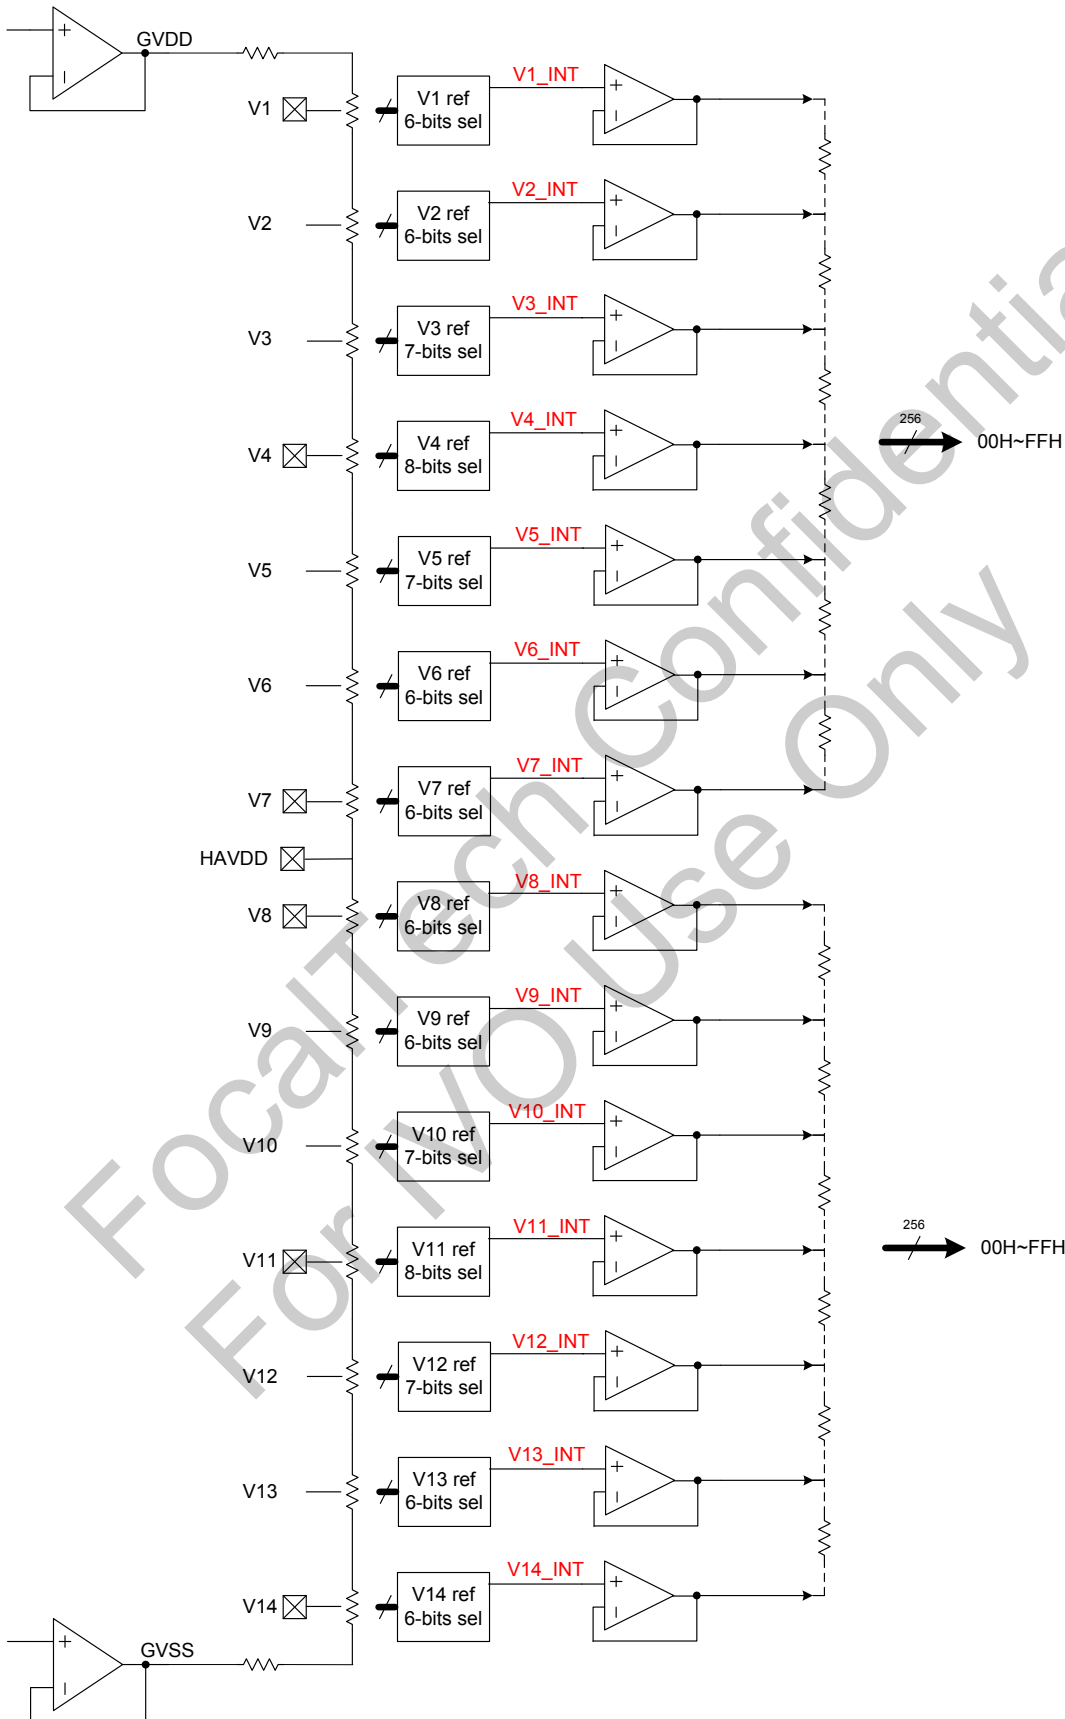 GVDD
V1
V1 ref
6-bits sel
V1_INT
V2
V2 ref
6-bits sel
V2_INT
V3
V3 ref
7-bits sel
V3_INT
V4
V4 ref
8-bits sel
V4_INT
256
00H~FFH
V5
V5 ref
7-bits sel
V5_INT
V6
V6 ref
6-bits sel
V6_INT
V7
V7 ref
6-bits sel
V7_INT
HAVDD
V8
V8 ref
6-bits sel
V8_INT
V9
V9 ref
6-bits sel
V9_INT
V10
V10 ref
7-bits sel
V10_INT
V11
V11 ref
8-bits sel
V11_INT
256
00H~FFH
V12
V12 ref
7-bits sel
V12_INT
V13
V13 ref
6-bits sel
V13_INT
V14
V14 ref
6-bits sel
V14_INT
GVSS
FocalTech Confidentia
For IVO Use Only